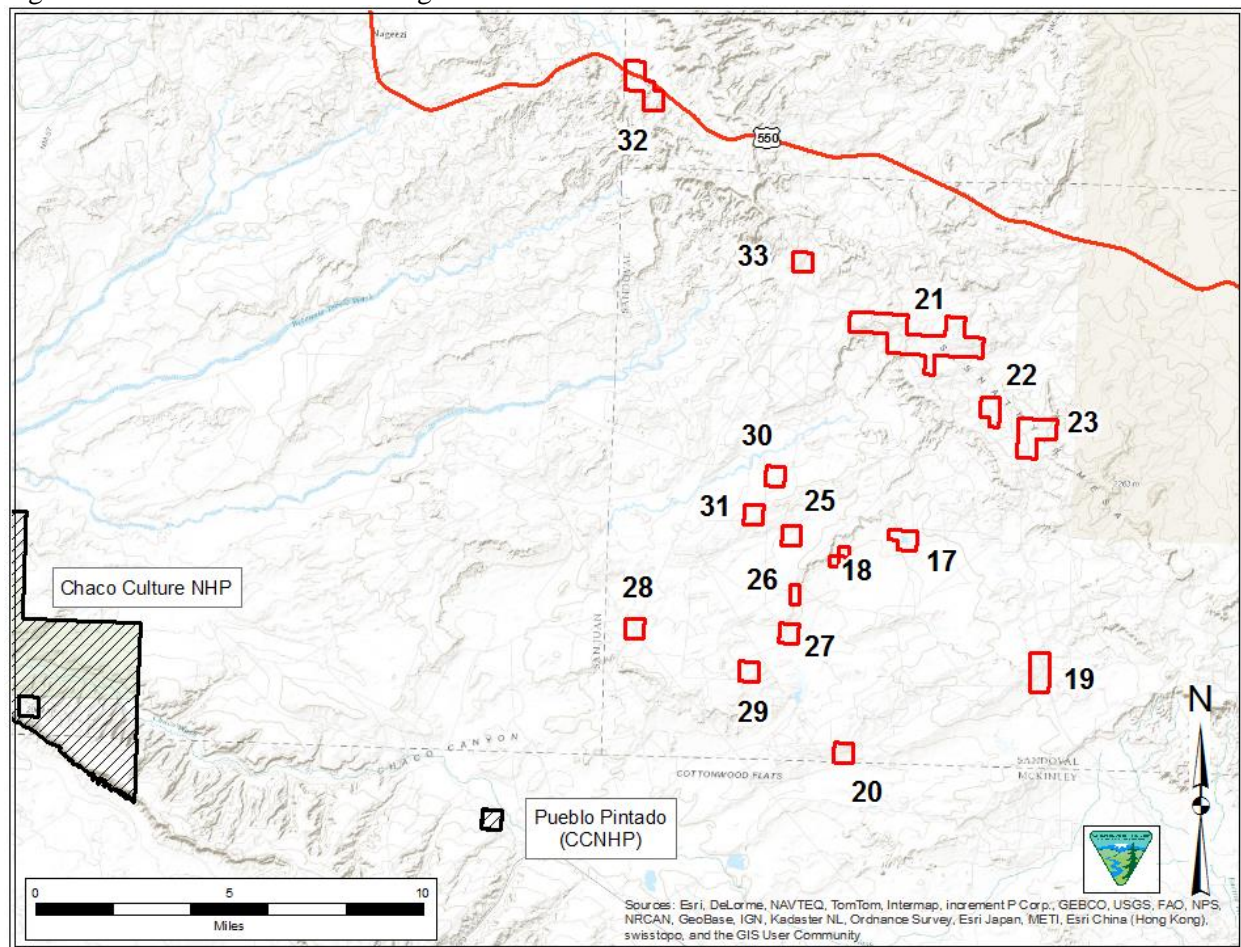 Nageezi
32
550
33
SANDOVAL
21
22
23
30
31
25
17
18
26
Chaco Culture NHP
28
SAN JUAN
27
29
19
N
CHACO CANYON
SANDOVAL
MCKINLEY
COTTONWOOD FLATS
20
Pueblo Pintado
(CCNHP)
0 5 10
Miles
Sources: Esri, DeLorme, NAVTEQ, TomTom, Intermap, increment P Corp., GEBCO, USGS, FAO, NPS,
NRCAN, GeoBase, IGN, Kadaster NL, Ordnance Survey, Esri Japan, METI, Esri China (Hong Kong),
swisstopo, and the GIS User Community